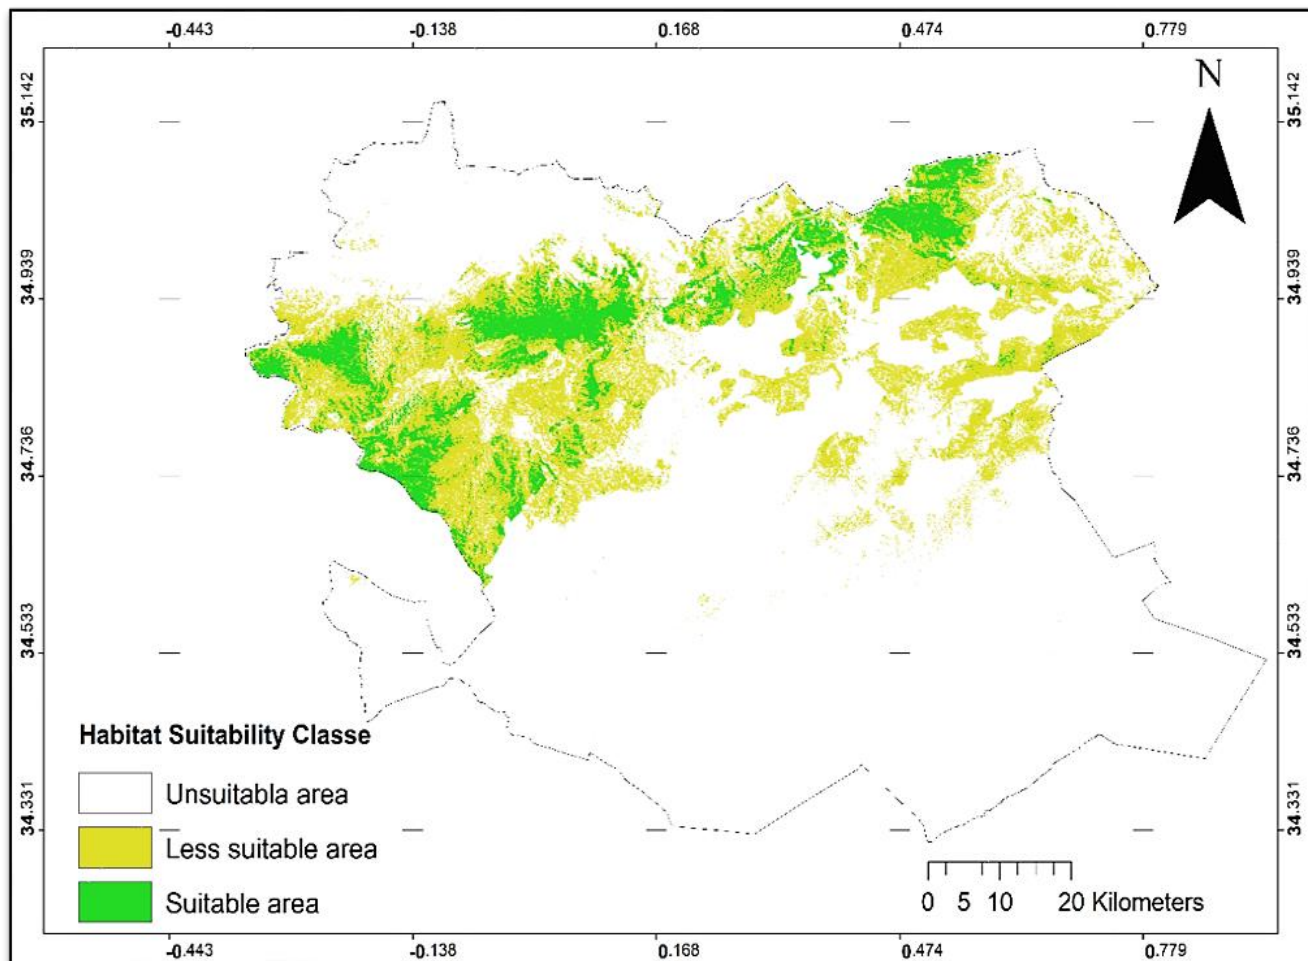 -0.443 -0.138 0.168 0.474 0.779
N
35.142 35.142
34.939 34.939
34.736 34.736
34.533 34.533
34.331 34.331
Habitat Suitability Classe
Unsuitabla area
Less suitable area
Suitable area
0 5 10 20 Kilometers
-0.443 -0.138 0.168 0.474 0.779